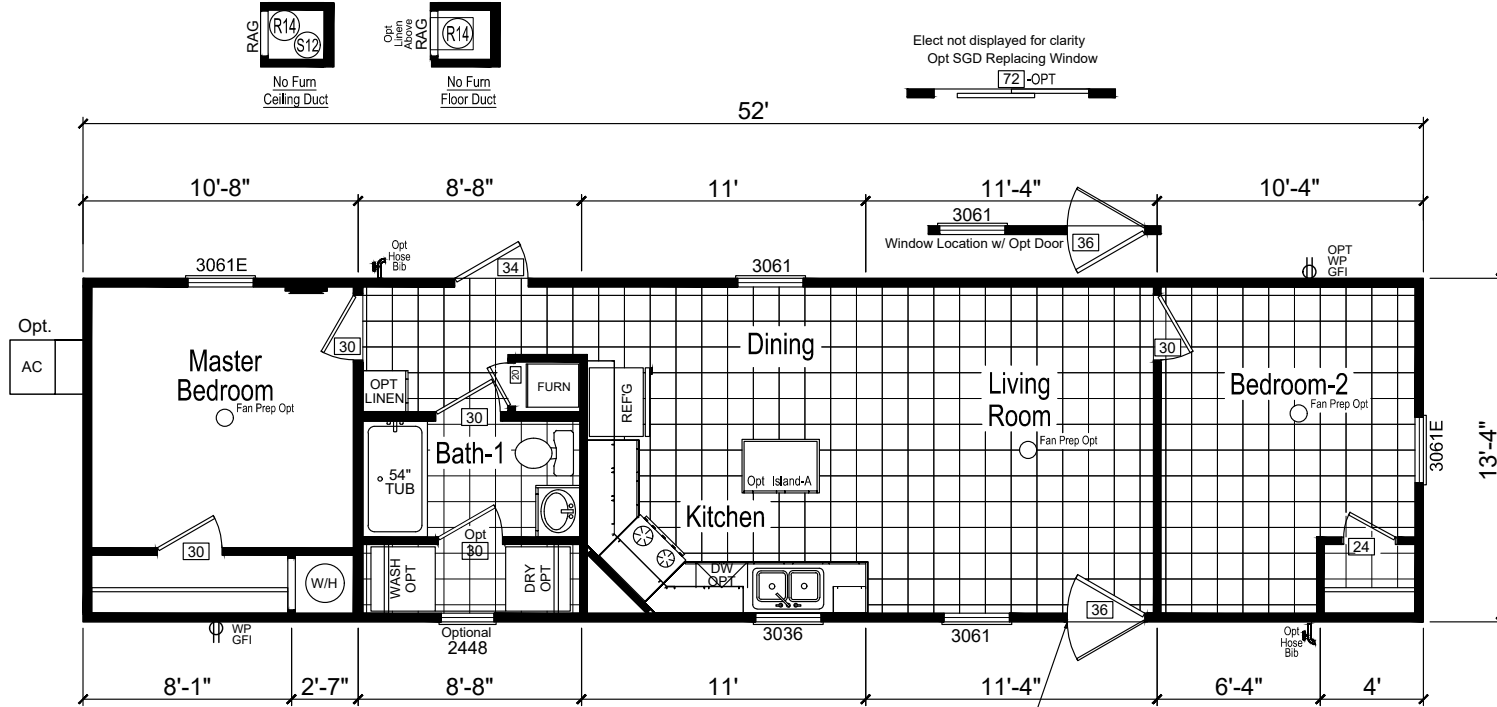 RAG
R14
S12
No Furn
Ceiling Duct
Opt
Linen
Above
RAG
R14
No Furn
Floor Duct
Elect not displayed for clarity
Opt SGD Replacing Window
72 -OPT
52'
10'-8"
8'-8"
11'
11'-4"
10'-4"
3061
Window Location w/ Opt Door
36
3061E
Opt
Hose
Bib
34
3061
OPT
WP
GFI
Opt.
AC
Master
Bedroom
Fan Prep Opt
30
OPT
LINEN
20
FURN
REF'G
Dining
Living
Room
Fan Prep Opt
30
Bedroom-2
Fan Prep Opt
3061E
13'-4"
30
Bath-1
54"
TUB
Opt Island-A
Kitchen
30
Opt
30
24
W/H
WASH
OPT
DRY
OPT
DW
OPT
36
WP
GFI
Optional
2448
3036
3061
Opt
Hose
Bib
8'-1"
2'-7"
8'-8"
11'
11'-4"
6'-4"
4'